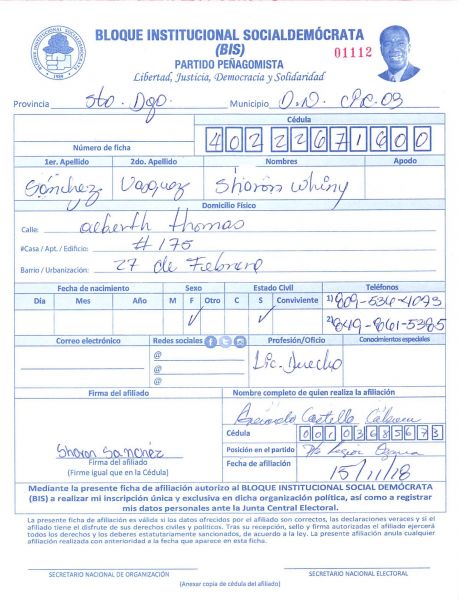 BLOQUE INSTITUCIONAL SOCIALDEMÓCRATA
(BIS)
01112
PARTIDO PEÑAGOMISTA
Libertad, Justicia, Democracia y Solidaridad
Provincia Sto. Dgo. Municipio D.N. CPC.03
Cédula
Número de ficha 40222671600
1er. Apellido 2do. Apellido Nombres Apodo
Sánchez Vasquez Sharon Whiny
Domicilio Físico
Calle: alberth thomas
#Casa / Apt. / Edificio: #175
Barrio / Urbanización: 27 de Febrero
Fecha de nacimiento Sexo Estado Civil Teléfonos
Día Mes Año M F Otro C S Conviviente 1) 809-536-4093
✓ ✓ 2) 849-861-5385
Correo electrónico Redes sociales Profesión/Oficio Conocimientos especiales
@ Lic. Derecho
@
@
Firma del afiliado Nombre completo de quien realiza la afiliación
Castillo
Cédula 00103685673
Sharon Sanchez Posición en el partido
Firma del afiliado Fecha de afiliación
(Firme igual que en la Cédula) 15/11/18
Mediante la presente ficha de afiliación autorizo al BLOQUE INSTITUCIONAL SOCIAL DEMÓCRATA
(BIS) a realizar mi inscripción única y exclusiva en dicha organización política, así como a registrar
mis datos personales ante la Junta Central Electoral.
La presente ficha de afiliación es válida si los datos ofrecidos por el afiliado son correctos, las declaraciones veraces y si el
afiliado tiene el disfrute de sus derechos civiles y políticos. Tras su recepción, sello y firma autorizadas el afiliado ejercerá
todos los derechos y los deberes estatutariamente sancionados, de acuerdo a la ley. La presente afiliación anula cualquier
afiliación realizada con anterioridad a la fecha que aparece en esta ficha.
SECRETARIO NACIONAL DE ORGANIZACIÓN SECRETARIO NACIONAL ELECTORAL
(Anexar copia de cédula del afiliado)